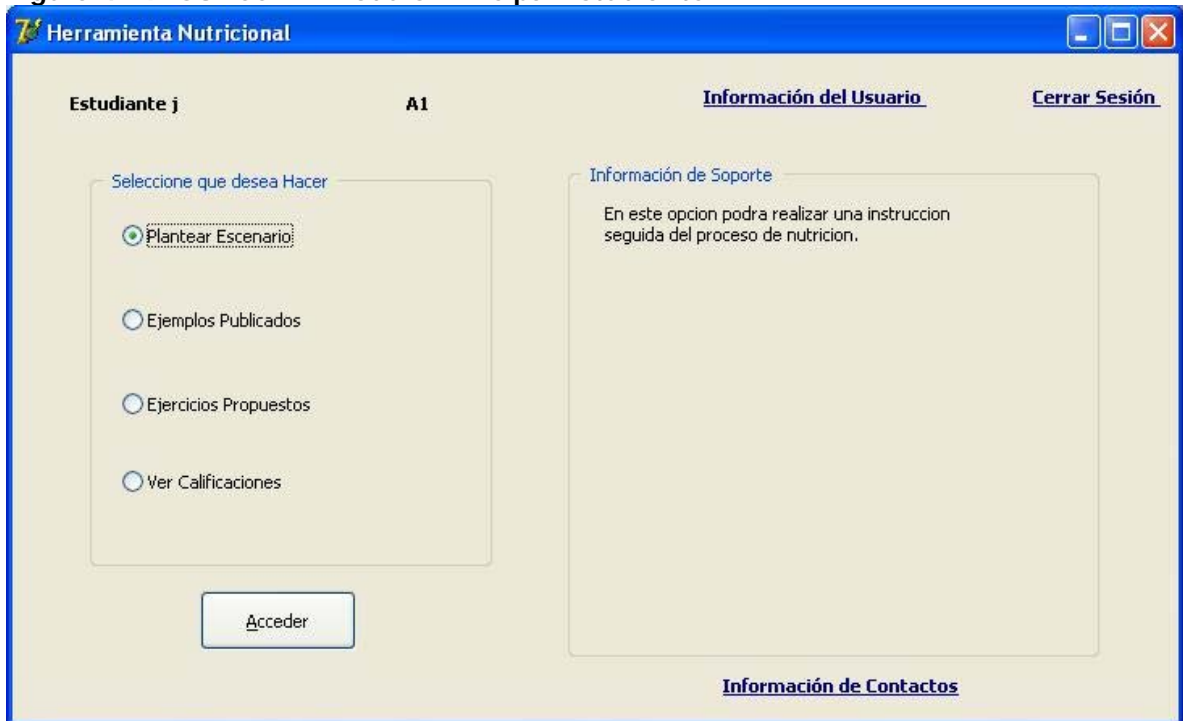 Herramienta Nutricional
Estudiante j A1 Información del Usuario Cerrar Sesión
Seleccione que desea Hacer
Plantear Escenario
Ejemplos Publicados
Ejercicios Propuestos
Ver Calificaciones
Acceder
Información de Soporte
En este opcion podra realizar una instruccion
seguida del proceso de nutricion.
Información de Contactos